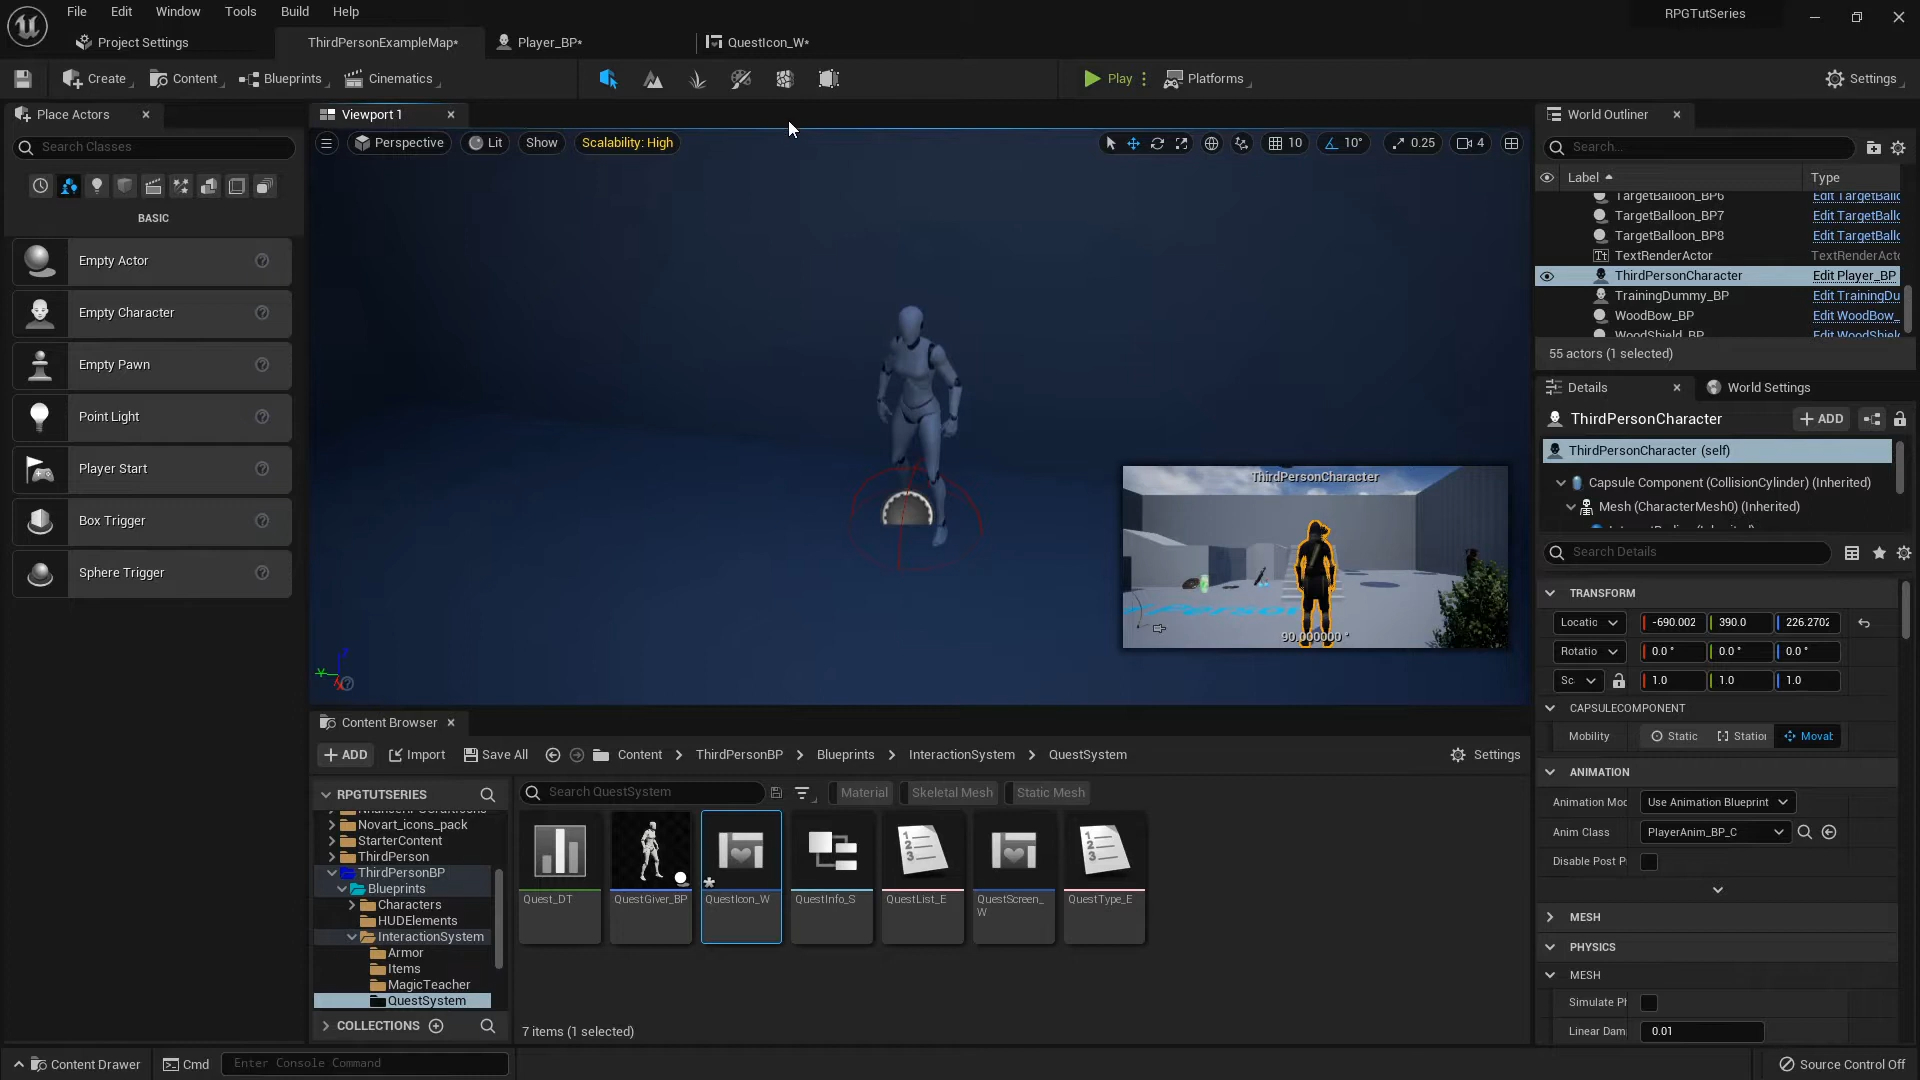 File Edit Window Tools Build Help
RPGTutSeries
Project Settings
ThirdPersonExampleMap*
Player_BP*
QuestIcon_W*
Create
Content
Blueprints
Cinematics
Play
Platforms
Settings
Place Actors
Search Classes
BASIC
Empty Actor
Empty Character
Empty Pawn
Point Light
Player Start
Box Trigger
Sphere Trigger
Viewport 1
Perspective
Lit
Show
Scalability: High
10
10°
0.25
4
ThirdPersonCharacter
90.000000 °
World Outliner
Search...
Label
Type
TargetBalloon_BP6 Edit TargetBallo
TargetBalloon_BP7 Edit TargetBallo
TargetBalloon_BP8 Edit TargetBallo
TextRenderActor TextRenderActo
ThirdPersonCharacter Edit Player_BP
TrainingDummy_BP Edit TrainingDu
WoodBow_BP Edit WoodBow_
WoodShield_BP Edit WoodShield
55 actors (1 selected)
Details
World Settings
ThirdPersonCharacter
ADD
ThirdPersonCharacter (self)
Capsule Component (CollisionCylinder) (Inherited)
Mesh (CharacterMesh0) (Inherited)
Search Details
TRANSFORM
Locatic -690.002 390.0 226.2702
Rotatio 0.0 ° 0.0 ° 0.0 °
Sc 1.0 1.0 1.0
CAPSULECOMPONENT
Mobility Static Station Movab
ANIMATION
Animation Moc Use Animation Blueprint
Anim Class PlayerAnim_BP_C
Disable Post P
MESH
PHYSICS
MESH
Simulate Ph
Linear Dam 0.01
Content Browser
ADD
Import
Save All
Content
ThirdPersonBP
Blueprints
InteractionSystem
QuestSystem
Settings
RPGTUTSERIES
Novart_icons_pack
StarterContent
ThirdPerson
ThirdPersonBP
Blueprints
Characters
HUDElements
InteractionSystem
Armor
Items
MagicTeacher
QuestSystem
COLLECTIONS
Search QuestSystem
Material
Skeletal Mesh
Static Mesh
Quest_DT
QuestGiver_BP
QuestIcon_W
QuestInfo_S
QuestList_E
QuestScreen_
W
QuestType_E
7 items (1 selected)
Content Drawer
Cmd
Enter Console Command
Source Control Off